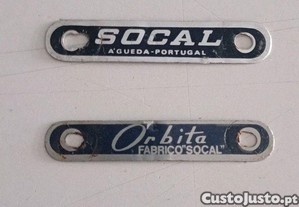 SOCAL
ÁGUEDA-PORTUGAL
Orbita
FABRICO "SOCAL"
CustoJusto.pt